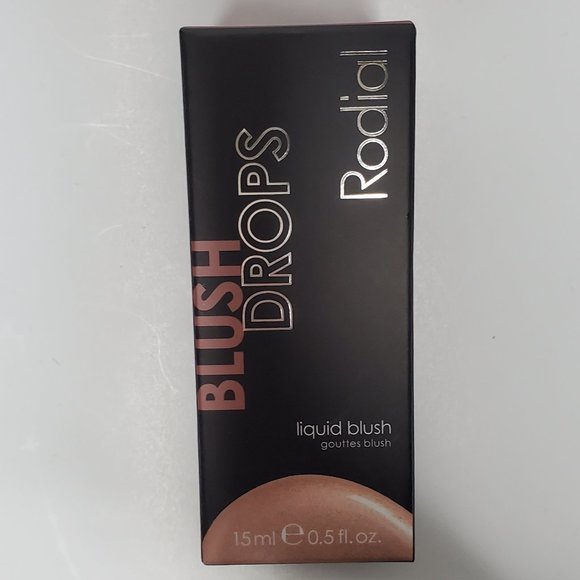 Rodial
BLUSH
DROPS
liquid blush
gouttes blush
15ml e 0.5 fl.oz.